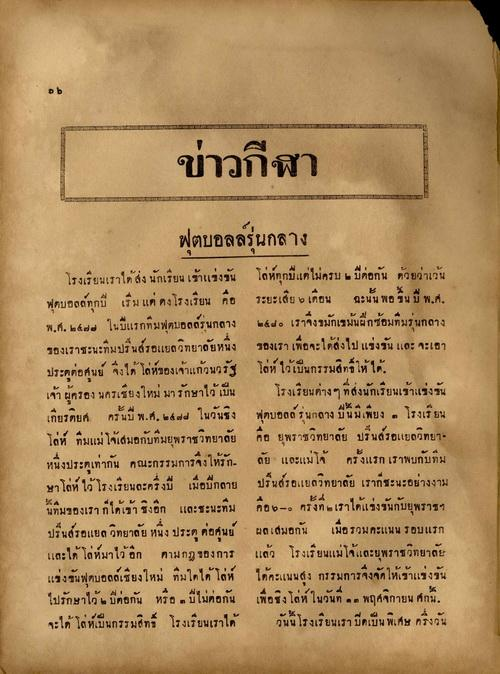 ๑๖
ข่าวกีฬา
ฟุตบอลล์รุ่นกลาง
โรงเรียนเราได้ส่งนักเรียนเข้าแข่งขัน
ฟุตบอลล์ทุกปี เริ่มแต่ตงโรงเรียน คือ
พ.ศ. ๒๔๗๗ ในปีแรกทีมฟุตบอลล์รุ่นกลาง
ของเราชะนะทีมปรินส์รอแยลวิทยาลัยหนึ่ง
ประตูต่อศูนย์ จึงได้โล่ห์ของเจ้าแก้วนวรัฐ
เจ้าผู้ครองนครเชียงใหม่มารักษาไว้เป็น
เกียรติยศ ครั้นปี พ.ศ. ๒๔๗๘ ในวันชิง
โล่ห์ ทีมแม่โจ้เสมอกับทีมยุพราชวิทยาลัย
หนึ่งประตูเท่ากัน คณะกรรมการจึงให้รัก-
ษาโล่ห์ไว้โรงเรียนละครึ่งปี เมื่อปีกลาย
นี้ทีมของเราก็ได้เข้าชิงอีก และชะนะทีม
ปรินส์รอแยลวิทยาลัยหนึ่งประตูต่อศูนย์
และได้โล่ห์มาไว้อีก ตามกฎของการ
แข่งขันฟุตบอลล์เชียงใหม่ ทีมใดได้โล่ห์
ไปรักษาไว้ ๒ ปีต่อกัน หรือ ๓ ปีไม่ต่อกัน
จะได้โล่ห์เป็นกรรมสิทธิ์ โรงเรียนเราได้
โล่ห์ทุกปีแต่ไม่ครบ ๒ ปีต่อกัน ด้วยว่าเว้น
ระยะเสีย ๖ เดือน ฉะนั้นพอขึ้นปี พ.ศ.
๒๔๘๐ เราจึงขมักเขม้นฝึกซ้อมทีมรุ่นกลาง
ของเรา เพื่อจะได้ส่งไปแข่งขัน และจะเอา
โล่ห์ไว้เป็นกรรมสิทธิ์ให้ได้.
โรงเรียนต่างๆที่ส่งนักเรียนเข้าแข่งขัน
ฟุตบอลล์รุ่นกลางปีนี้มีเพียง ๓ โรงเรียน
คือ ยุพราชวิทยาลัย ปรินส์รอแยลวิทยา-
ลัย และแม่โจ้ ครั้งแรกเราพบกับทีม
ปรินส์รอแยลวิทยาลัย เราก็ชะนะอย่างงาม
คือ ๖-๐ ครั้งที่ ๒ เราได้แข่งขันกับยุพราชฯ
ผลเสมอกัน เมื่อรวมคะแนนรอบแรก
แล้ว โรงเรียนแม่โจ้และยุพราชวิทยาลัย
ได้คะแนนสูง กรรมการจึงจัดให้เข้าแข่งขัน
เพื่อชิงโล่ห์ในวันที่ ๑๓ พฤศจิกายนศกนี้.
วันนี้โรงเรียนเราปิดเป็นพิเศษ ครึ่งวัน